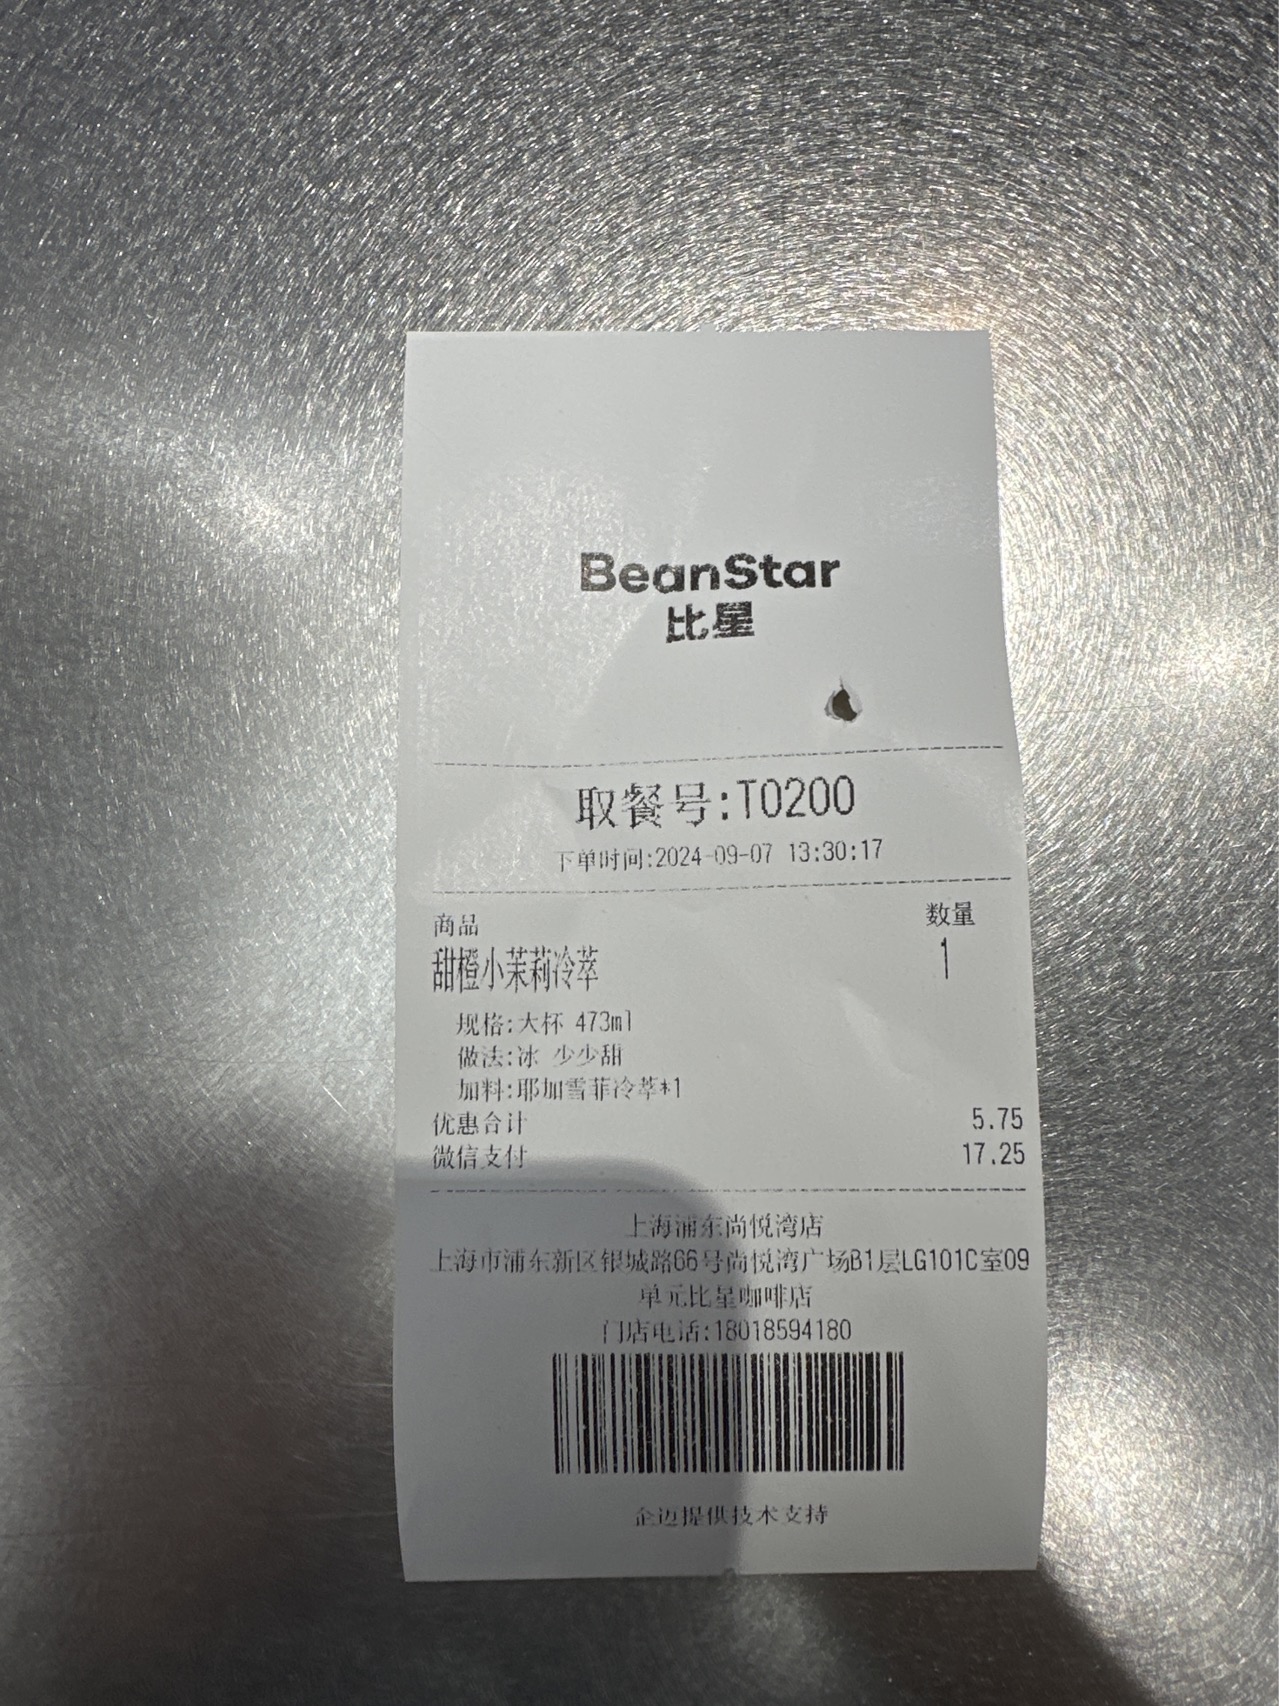 BeanStar
比星
取餐号:T0200
下单时间:2024-09-07 13:30:17
商品 数量
甜橙小茉莉冷萃 1
规格:大杯 473ml
做法:冰 少少甜
加料:耶加雪菲冷萃*1
优惠合计 5.75
微信支付 17.25
上海浦东尚悦湾店
上海市浦东新区银城路66号尚悦湾广场B1层LG101C室09
单元比星咖啡店
门店电话:18018594180
企迈提供技术支持